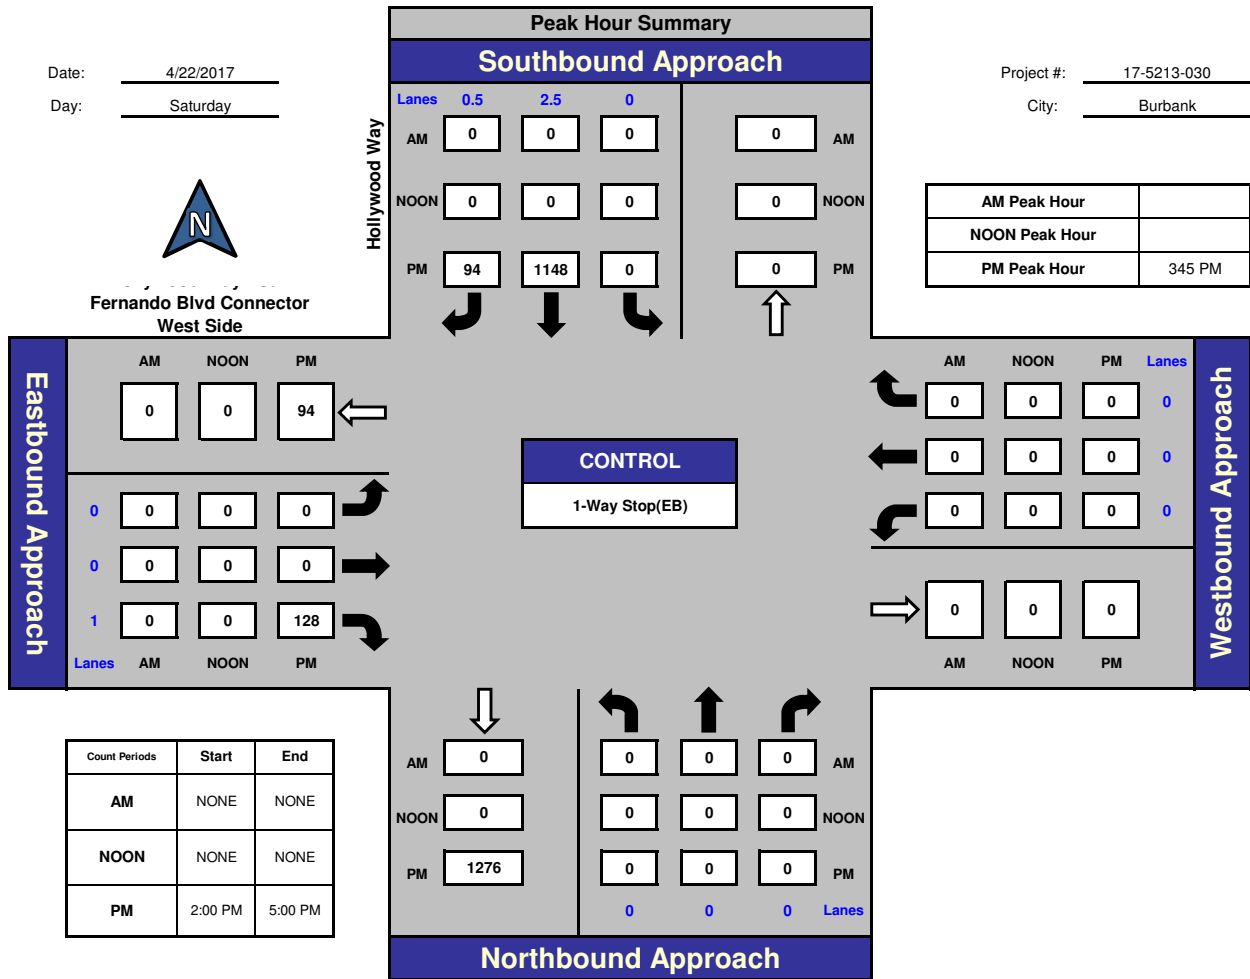 Peak Hour Summary
Southbound Approach
Date: 4/22/2017
Project #: 17-5213-030
Day: Saturday
City: Burbank
Hollywood Way
Lanes 0.5 2.5 0
AM 0 0 0 0 AM
NOON 0 0 0 0 NOON
PM 94 1148 0 0 PM
N
AM Peak Hour
NOON Peak Hour
PM Peak Hour 345 PM
Fernando Blvd Connector
West Side
Eastbound Approach
AM NOON PM
0 0 94
0 0 0 0
0 0 0 0
1 0 0 128
Lanes AM NOON PM
CONTROL
1-Way Stop(EB)
Westbound Approach
AM NOON PM Lanes
0 0 0 0
0 0 0 0
0 0 0 0
0 0 0
AM NOON PM
Count Periods Start End
AM NONE NONE
NOON NONE NONE
PM 2:00 PM 5:00 PM
AM 0 0 0 0 AM
NOON 0 0 0 0 NOON
PM 1276 0 0 0 PM
0 0 0 Lanes
Northbound Approach